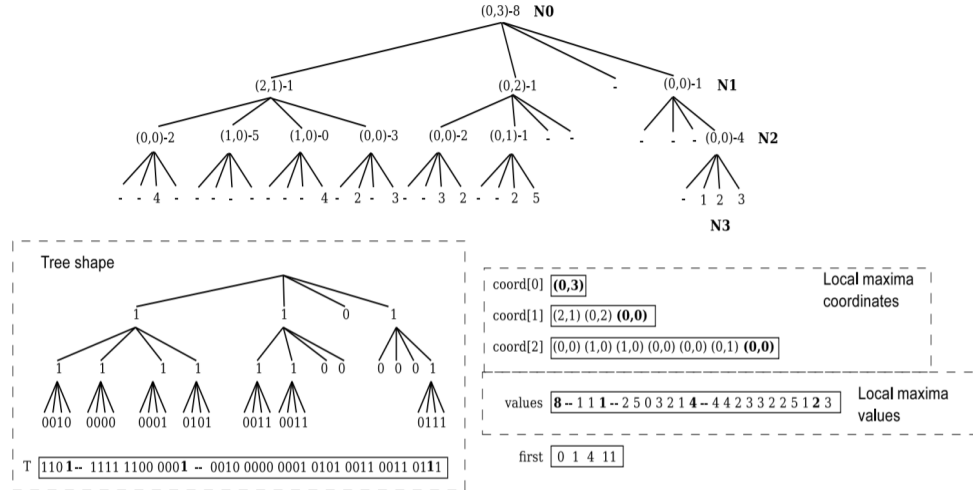 (0,3)-8 N0
(2,1)-1 (0,2)-1 - (0,0)-1 N1
(0,0)-2 (1,0)-5 (1,0)-0 (0,0)-3 (0,0)-2 (0,1)-1 - - - - - (0,0)-4 N2
- - 4 - - - - - - - - 4 - 2 - 3 - - 3 2 - - 2 5 - 1 2 3
N3
Tree shape
1 1 0 1
1 1 1 1 1 1 0 0 0 0 0 1
0010 0000 0001 0101 0011 0011 0111
T 1101-- 1111 1100 0001 -- 0010 0000 0001 0101 0011 0011 0111
Local maxima
coordinates
coord[0] (0,3)
coord[1] (2,1) (0,2) (0,0)
coord[2] (0,0) (1,0) (1,0) (0,0) (0,0) (0,1) (0,0)
values 8 -- 1 1 1 -- 2 5 0 3 2 1 4 -- 4 4 2 3 3 2 2 5 1 2 3
Local maxima
values
first 0 1 4 11